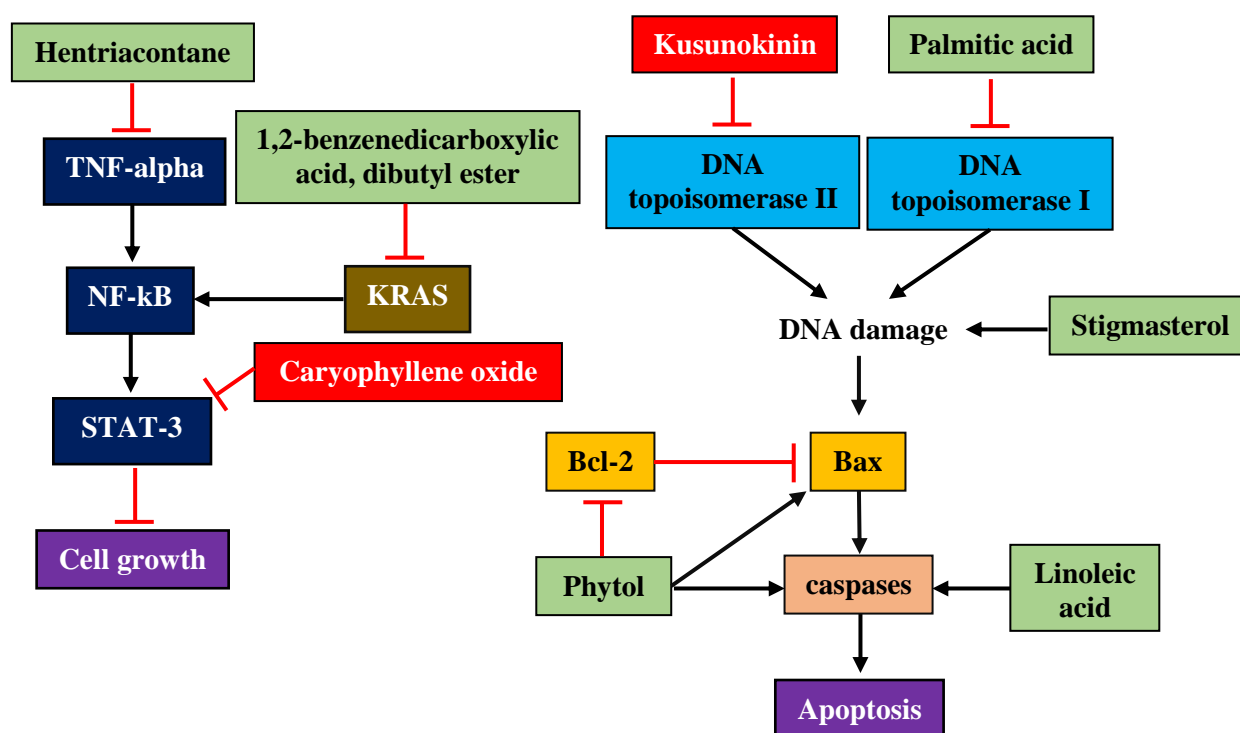 Hentriacontane
Kusunokinin
Palmitic acid
TNF-alpha
1,2-benzenedicarboxylic
acid, dibutyl ester
DNA
topoisomerase II
DNA
topoisomerase I
NF-kB
KRAS
DNA damage
Stigmasterol
Caryophyllene oxide
STAT-3
Bcl-2
Bax
Cell growth
Phytol
caspases
Linoleic
acid
Apoptosis